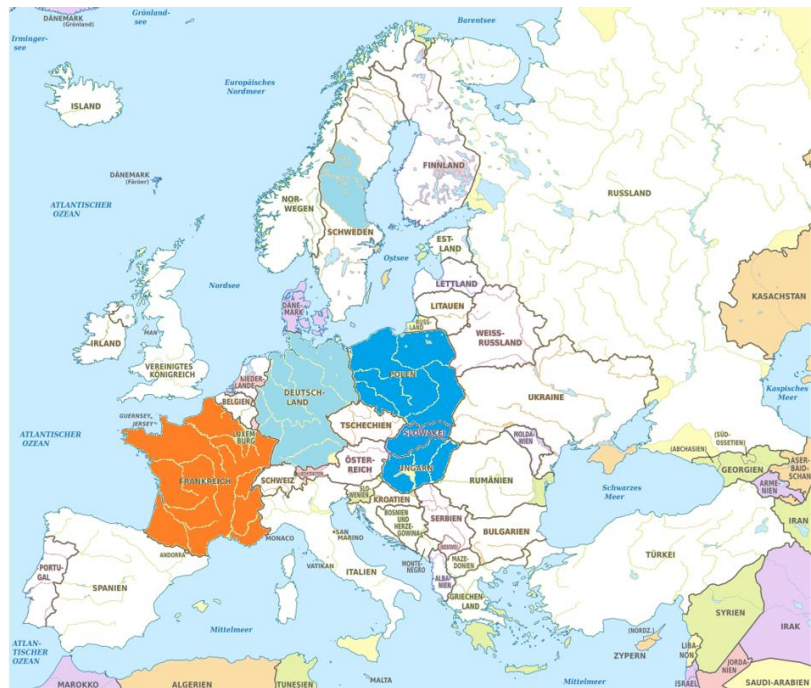 DÄNEMARK
(Grönland)
Grönland-
see
Barentsee
Irminger-
see
Europäisches
Nordmeer
ISLAND
DÄNEMARK
(Färöer)
FINNLAND
RUSSLAND
NOR-
WEGEN
ATLANTISCHER
OZEAN
SCHWEDEN
EST-
LAND
Ostsee
Nordsee
LETTLAND
KASACHSTAN
DÄNE-
MARK
LITAUEN
RUSS-
LAND
MAN
IRLAND
WEISS-
RUSSLAND
VEREINIGTES
KÖNIGREICH
NIEDER-
LANDE
POLEN
DEUTSCH-
LAND
Kaspisches
Meer
BELGIEN
UKRAINE
GUERNSEY,
JERSEY
TSCHECHIEN
LUXEM-
BURG
SLOWAKEI
ATLANTISCHER
OZEAN
MOLDA-
WIEN
(SÜD-
OSSETIEN)
(ABCHASIEN)
ÖSTER-
REICH
UNGARN
ASER-
BAID-
SCHAN
GEORGIEN
FRANKREICH
SCHWEIZ
RUMÄNIEN
Schwarzes
Meer
ARME-
NIEN
SLO-
WENIEN
KROATIEN
BOSNIEN
UND
HERZE-
GOWINA
SERBIEN
IRAN
SAN
MARINO
MONACO
BULGARIEN
ANDORRA
MONTE-
NEGRO
TÜRKEI
MAZE-
DONIEN
PORTU-
GAL
VATIKAN
ITALIEN
ALBA-
NIEN
SPANIEN
GRIECHEN
LAND
SYRIEN
IRAK
Mittelmeer
(NORDZ.)
ATLAN-
TISCHER
OZEAN
LIBA-
NON
ZYPERN
JORDA-
NIEN
MALTA
Mittelmeer
MAROKKO
ALGERIEN
TUNESIEN
ISRAEL
SAUDI-ARABIEN